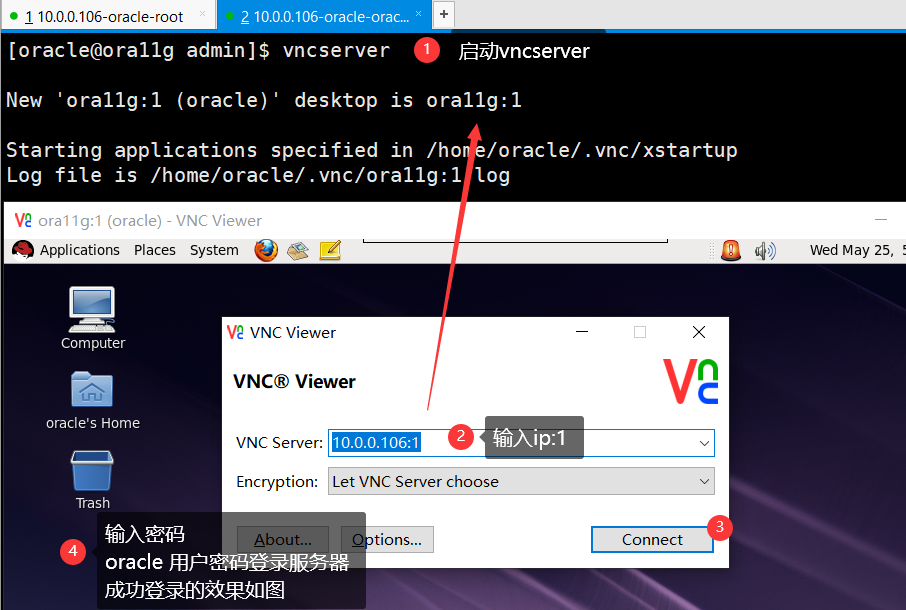 1 10.0.0.106-oracle-root
2 10.0.0.106-oracle-orac...
+
[oracle@ora11g admin]$ vncserver
1
启动vncserver
New 'ora11g:1 (oracle)' desktop is ora11g:1
Starting applications specified in /home/oracle/.vnc/xstartup
Log file is /home/oracle/.vnc/ora11g:1.log
ora11g:1 (oracle) - VNC Viewer
Applications Places System
Wed May 25,
Computer
oracle's Home
Trash
VNC Viewer
VNC® Viewer
VNC
VNC Server: 10.0.0.106:1
2
输入ip:1
Encryption: Let VNC Server choose
About... Options... Connect
3
4
输入密码
oracle 用户密码登录服务器
成功登录的效果如图